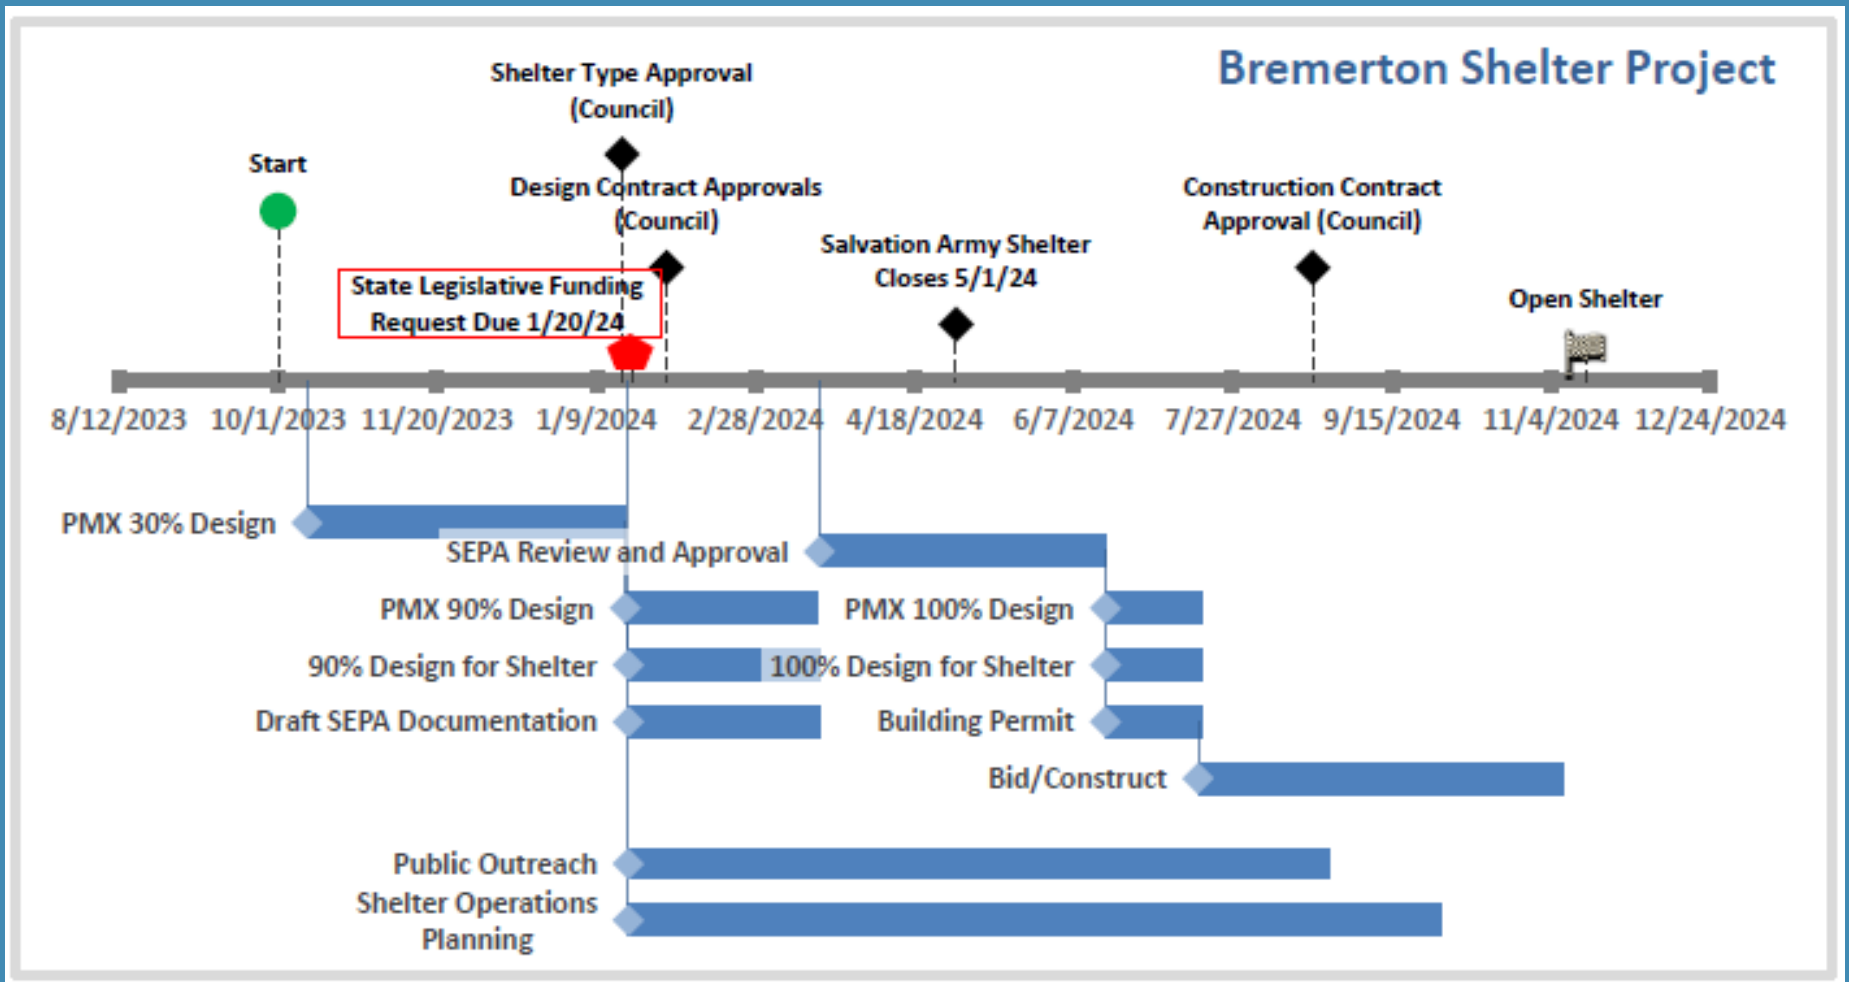 Bremerton Shelter Project
Shelter Type Approval
(Council)
Start
Design Contract Approvals
(Council)
Construction Contract
Approval (Council)
Salvation Army Shelter
Closes 5/1/24
State Legislative Funding
Request Due 1/20/24
Open Shelter
8/12/2023 10/1/2023 11/20/2023 1/9/2024 2/28/2024 4/18/2024 6/7/2024 7/27/2024 9/15/2024 11/4/2024 12/24/2024
PMX 30% Design
SEPA Review and Approval
PMX 90% Design PMX 100% Design
90% Design for Shelter 100% Design for Shelter
Draft SEPA Documentation Building Permit
Bid/Construct
Public Outreach
Shelter Operations
Planning